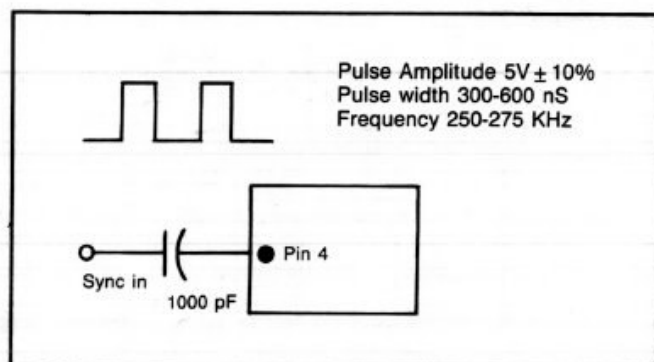 Pulse Amplitude 5V ± 10%
Pulse width 300-600 nS
Frequency 250-275 KHz
Pin 4
Sync in
1000 pF